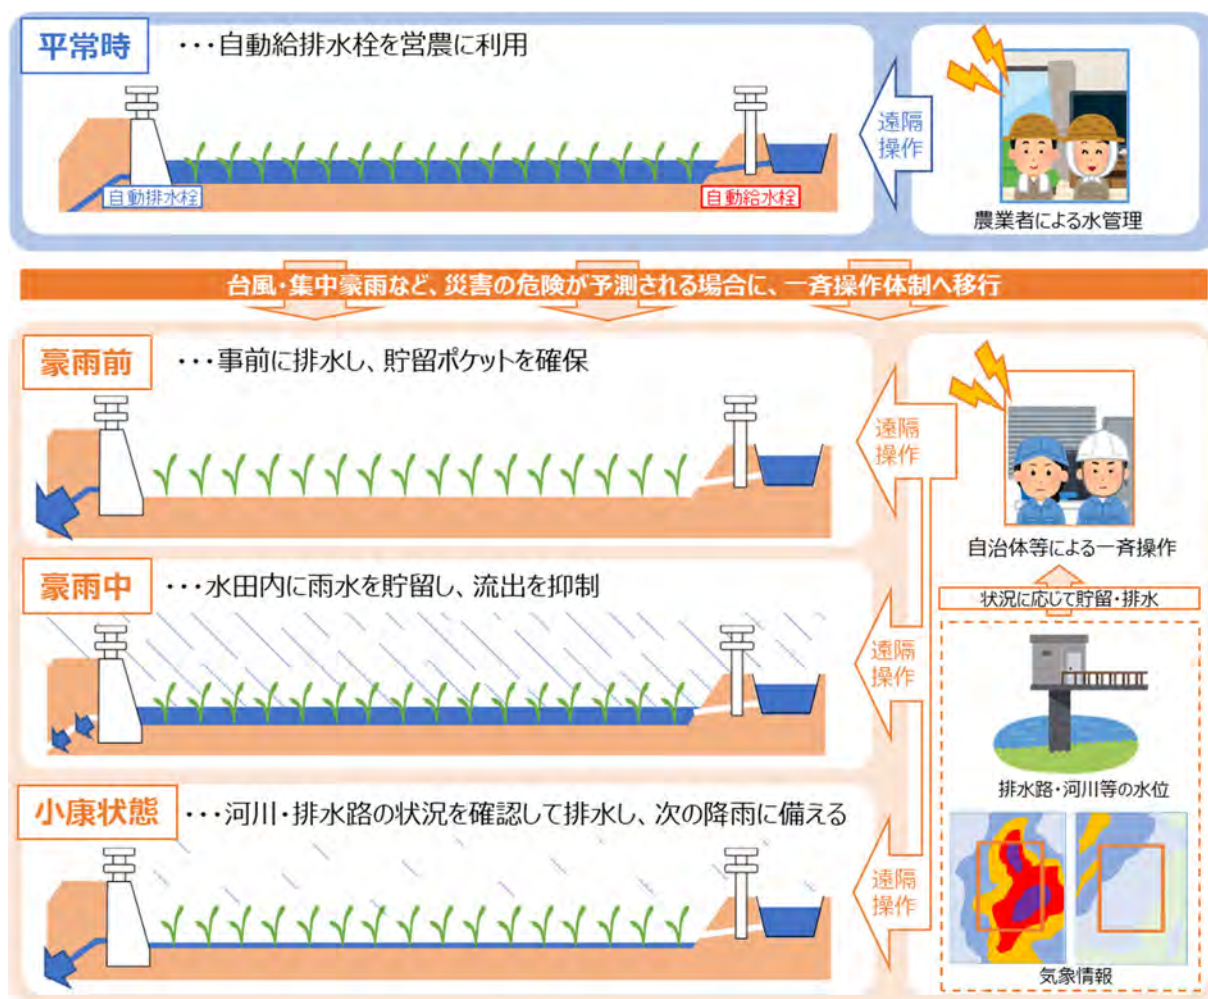 平常時
・・・自動給排水栓を営農に利用
自動排水栓
自動給水栓
遠隔
操作
農業者による水管理
台風・集中豪雨など、災害の危険が予測される場合に、一斉操作体制へ移行
豪雨前
・・・事前に排水し、貯留ポケットを確保
遠隔
操作
自治体等による一斉操作
豪雨中
・・・水田内に雨水を貯留し、流出を抑制
遠隔
操作
状況に応じて貯留・排水
排水路・河川等の水位
小康状態
・・・河川・排水路の状況を確認して排水し、次の降雨に備える
遠隔
操作
気象情報